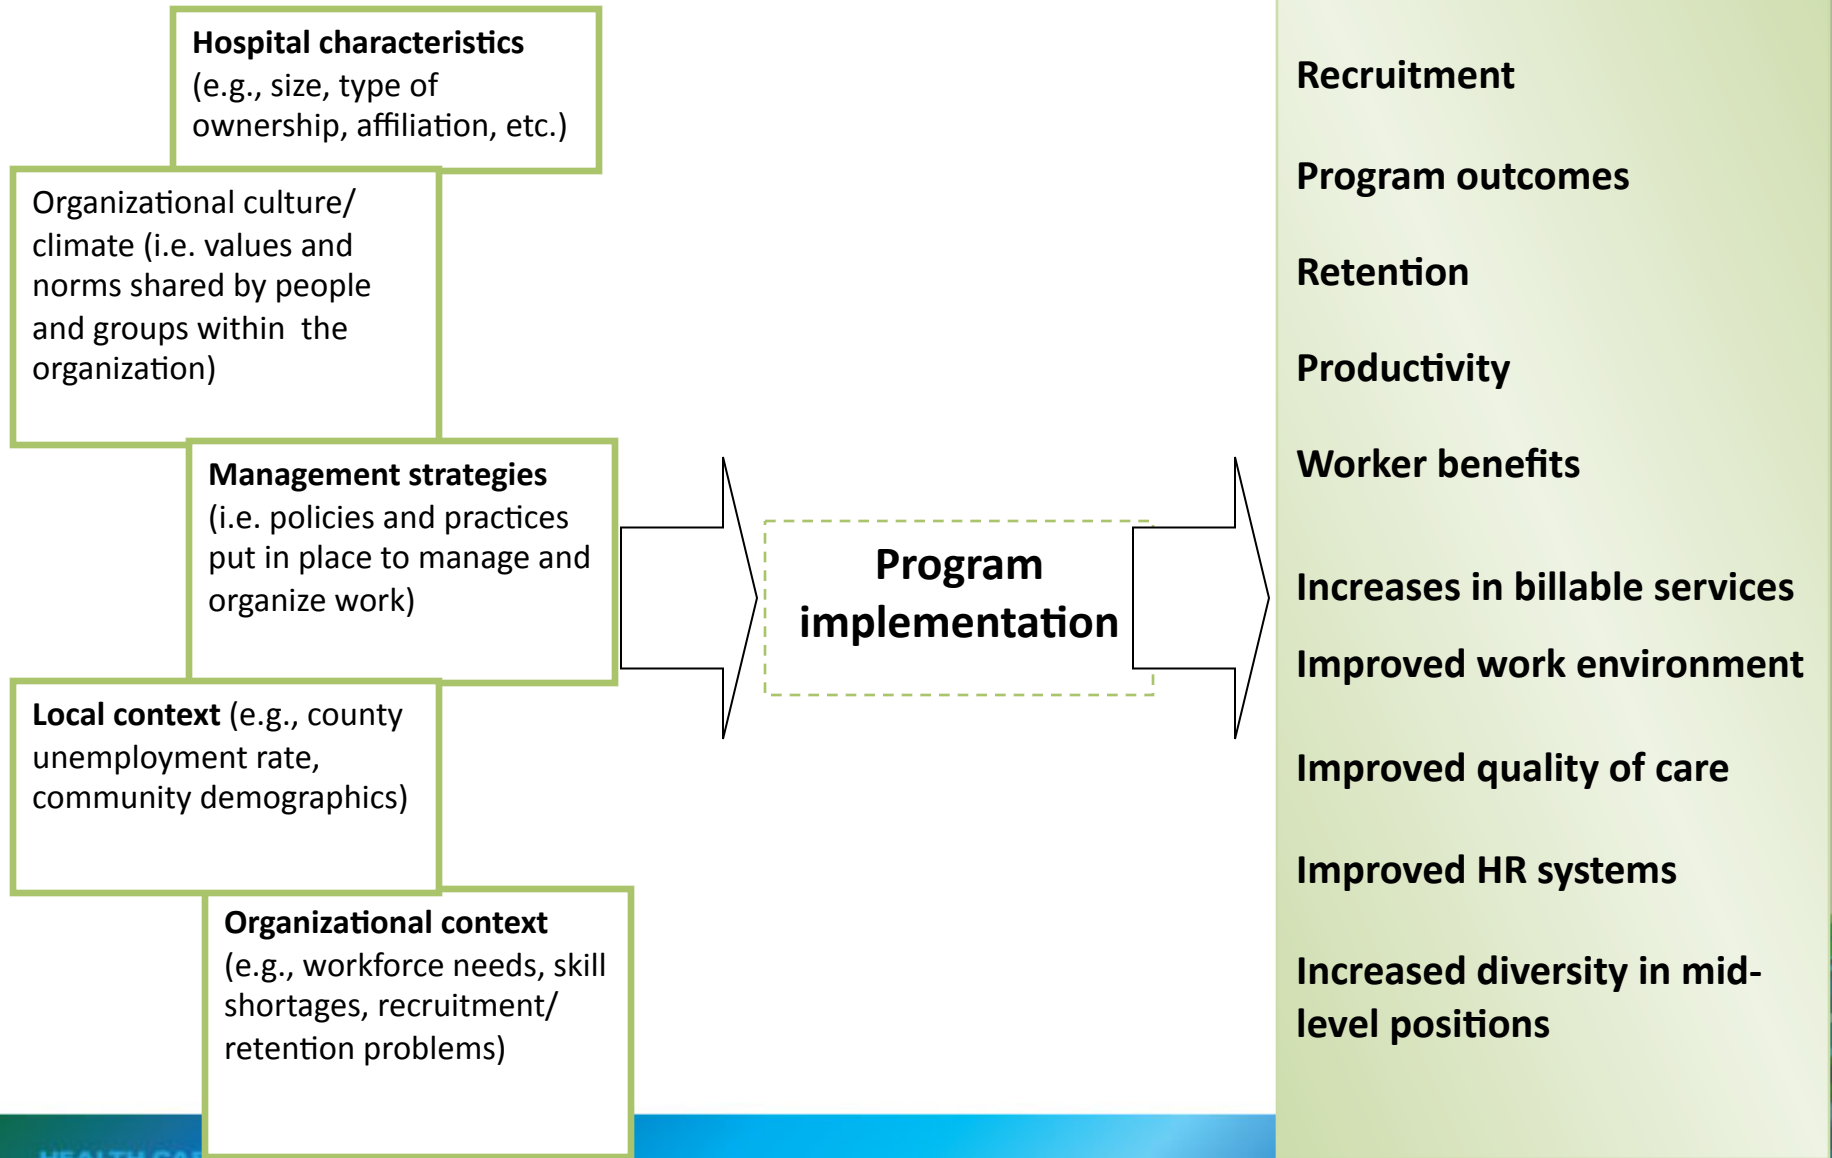 Hospital characteristics
(e.g., size, type of
ownership, affiliation, etc.)
Organizational culture/
climate (i.e. values and
norms shared by people
and groups within  the
organization)
Management strategies
(i.e. policies and practices
put in place to manage and
organize work)
Local context (e.g., county
unemployment rate,
community demographics)
Organizational context
(e.g., workforce needs, skill
shortages, recruitment/
retention problems)
Program
implementation
Recruitment
Program outcomes
Retention
Productivity
Worker benefits
Increases in billable services
Improved work environment
Improved quality of care
Improved HR systems
Increased diversity in mid-
level positions